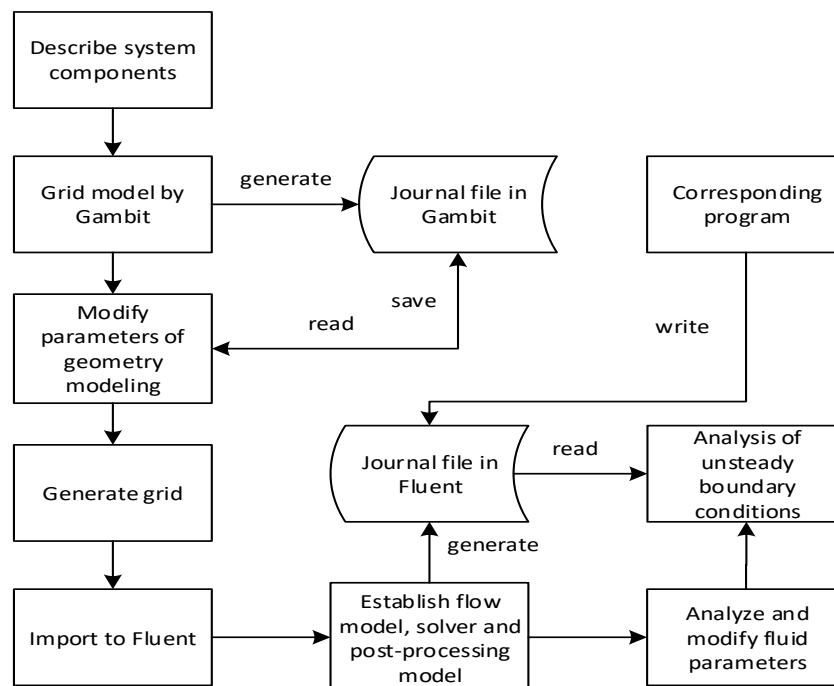 Describe system
components
Grid model by
Gambit
generate
Journal file in
Gambit
Corresponding
program
Modify
parameters of
geometry
modeling
read
save
write
Generate grid
Journal file in
Fluent
read
Analysis of
unsteady
boundary
conditions
generate
Import to Fluent
Establish flow
model, solver and
post-processing
model
Analyze and
modify fluid
parameters